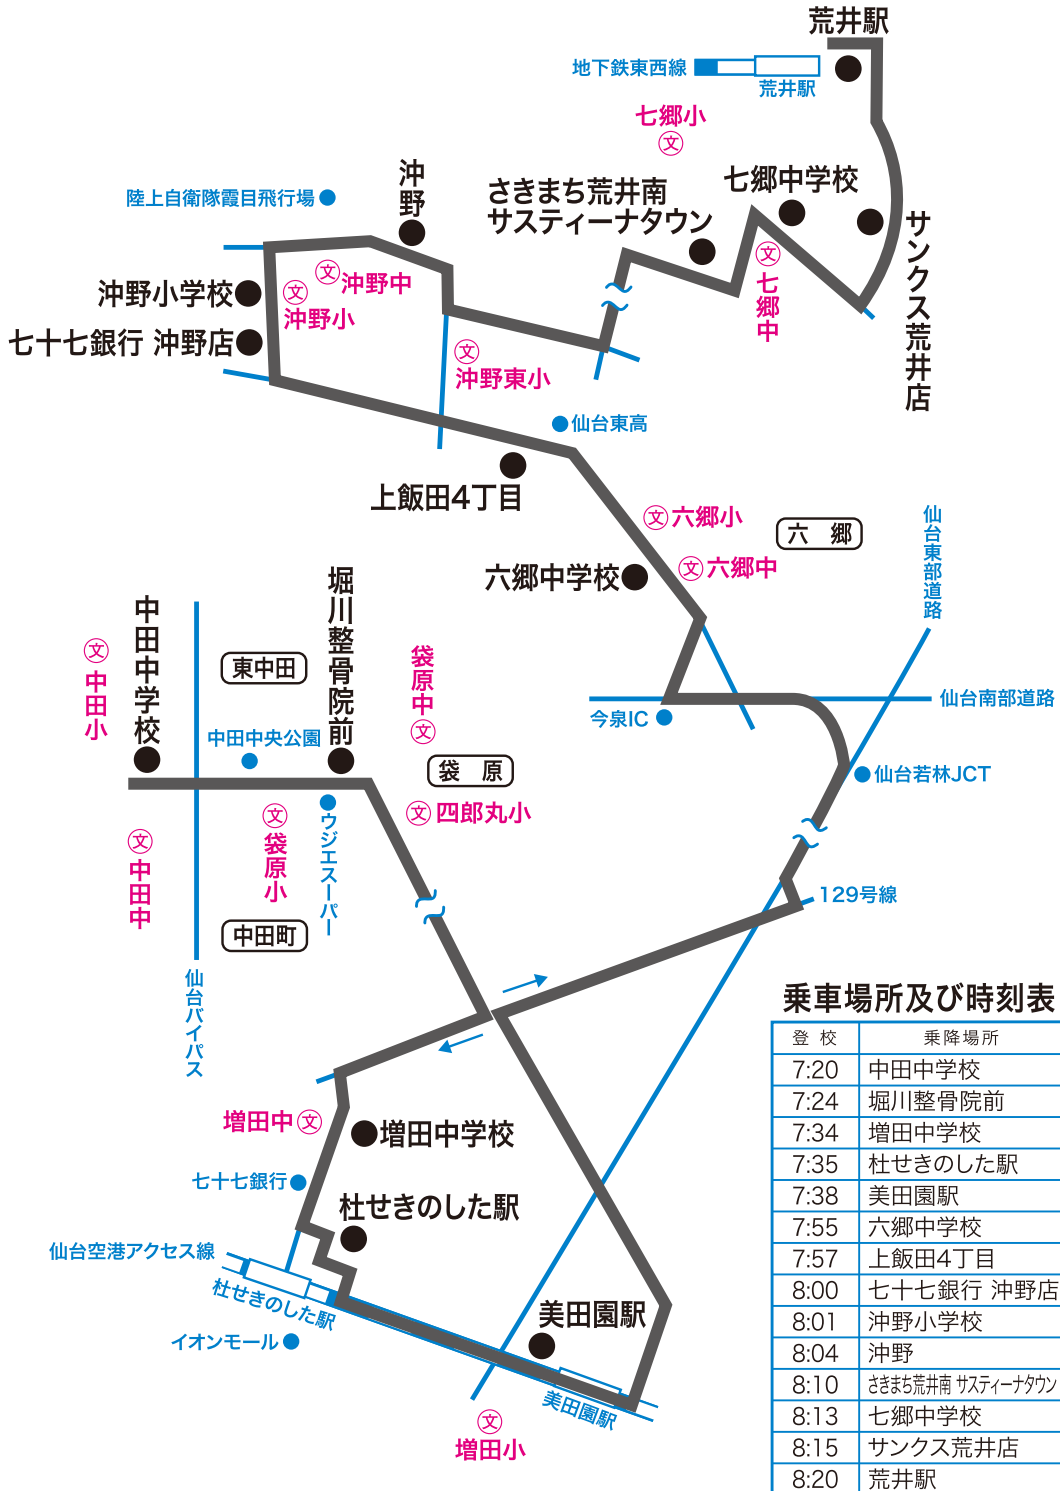 荒井駅
地下鉄東西線
荒井駅
七郷小
文
陸上自衛隊霞目飛行場
沖野
さきまち荒井南
サスティーナタウン
七郷中学校
サンクス荒井店
文
七郷中
沖野小学校
文
沖野中
文
沖野小
七十七銀行 沖野店
文
沖野東小
仙台東高
上飯田4丁目
文
六郷小
六 郷
仙台東部道路
六郷中学校
文
六郷中
中田中学校
文
中田小
東中田
堀川整骨院前
袋原中
文
仙台南部道路
今泉IC
中田中央公園
袋 原
仙台若林JCT
文
四郎丸小
文
袋原小
ウジエスーパー
文
中田中
中田町
129号線
仙台バイパス
増田中
文
増田中学校
七十七銀行
杜せきのした駅
仙台空港アクセス線
杜せきのした駅
イオンモール
美田園駅
美田園駅
文
増田小
乗車場所及び時刻表
登校 乗降場所
7:20 中田中学校
7:24 堀川整骨院前
7:34 増田中学校
7:35 杜せきのした駅
7:38 美田園駅
7:55 六郷中学校
7:57 上飯田4丁目
8:00 七十七銀行 沖野店
8:01 沖野小学校
8:04 沖野
8:10 さきまち荒井南 サスティーナタウン
8:13 七郷中学校
8:15 サンクス荒井店
8:20 荒井駅